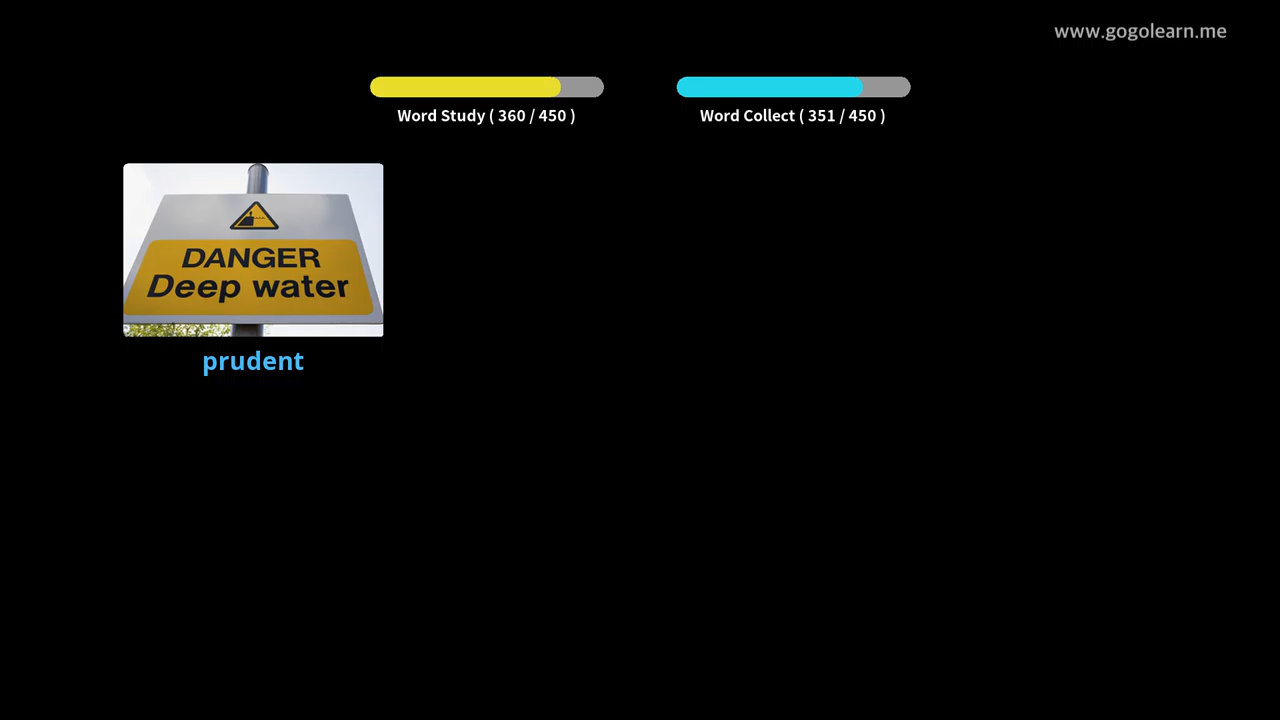 www.gogolearn.me
Word Study ( 360 / 450 )
Word Collect ( 351 / 450 )
DANGER
Deep water
prudent